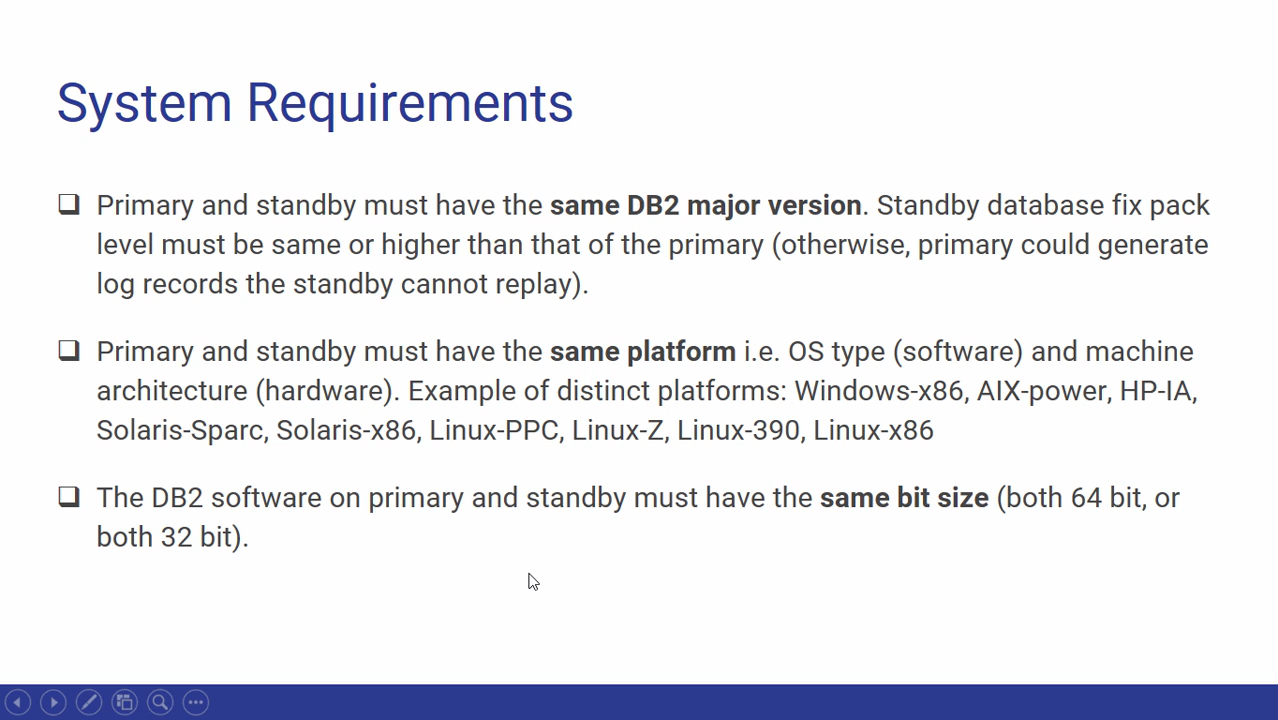 System Requirements
Primary and standby must have the same DB2 major version. Standby database fix pack
level must be same or higher than that of the primary (otherwise, primary could generate
log records the standby cannot replay).
Primary and standby must have the same platform i.e. OS type (software) and machine
architecture (hardware). Example of distinct platforms: Windows-x86, AIX-power, HP-IA,
Solaris-Sparc, Solaris-x86, Linux-PPC, Linux-Z, Linux-390, Linux-x86
The DB2 software on primary and standby must have the same bit size (both 64 bit, or
both 32 bit).